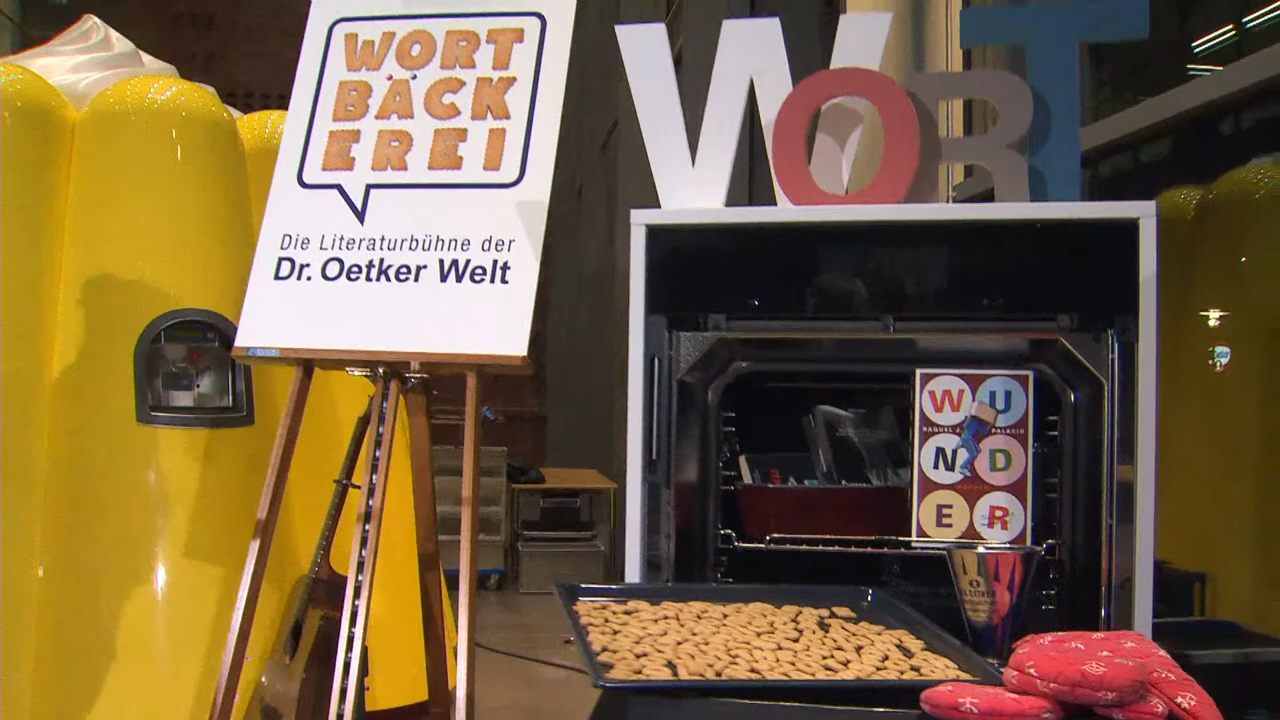 WORT
BÄCK
EREI
Die Literaturbühne der
Dr. Oetker Welt
WORT
WU
RAQUEL J. PALACIO
ND
ER